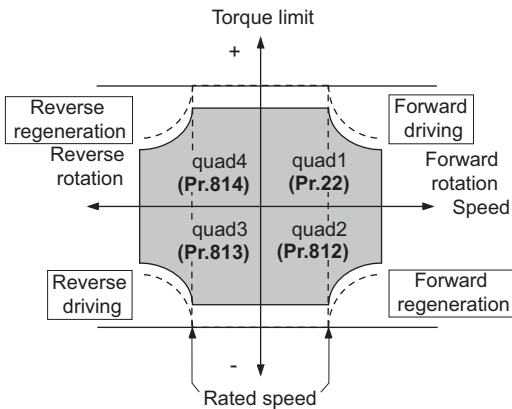 Torque limit
+
Reverse
regeneration
Forward
driving
Reverse
rotation
quad4
(Pr.814)
quad1
(Pr.22)
Forward
rotation
Speed
quad3
(Pr.813)
quad2
(Pr.812)
Reverse
driving
Forward
regeneration
-
Rated speed